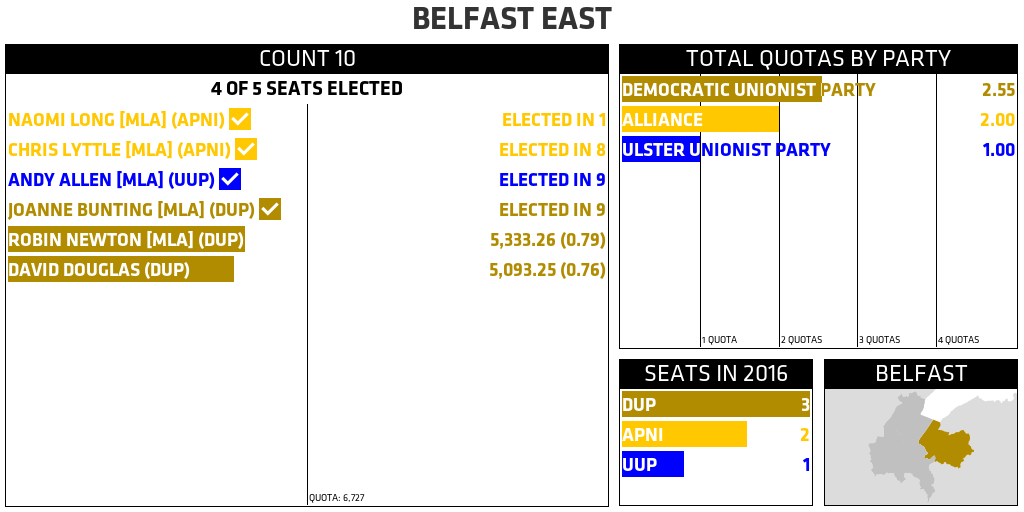 BELFAST EAST
COUNT 10
4 OF 5 SEATS ELECTED
NAOMI LONG [MLA] (APNI) ELECTED IN 1
CHRIS LYTTLE [MLA] (APNI) ELECTED IN 8
ANDY ALLEN [MLA] (UUP) ELECTED IN 9
JOANNE BUNTING [MLA] (DUP) ELECTED IN 9
ROBIN NEWTON [MLA] (DUP) 5,333.26 (0.79)
DAVID DOUGLAS (DUP) 5,093.25 (0.76)
QUOTA: 6,727
TOTAL QUOTAS BY PARTY
DEMOCRATIC UNIONIST PARTY 2.55
ALLIANCE 2.00
ULSTER UNIONIST PARTY 1.00
1 QUOTA 2 QUOTAS 3 QUOTAS 4 QUOTAS
SEATS IN 2016
DUP 3
APNI 2
UUP 1
BELFAST